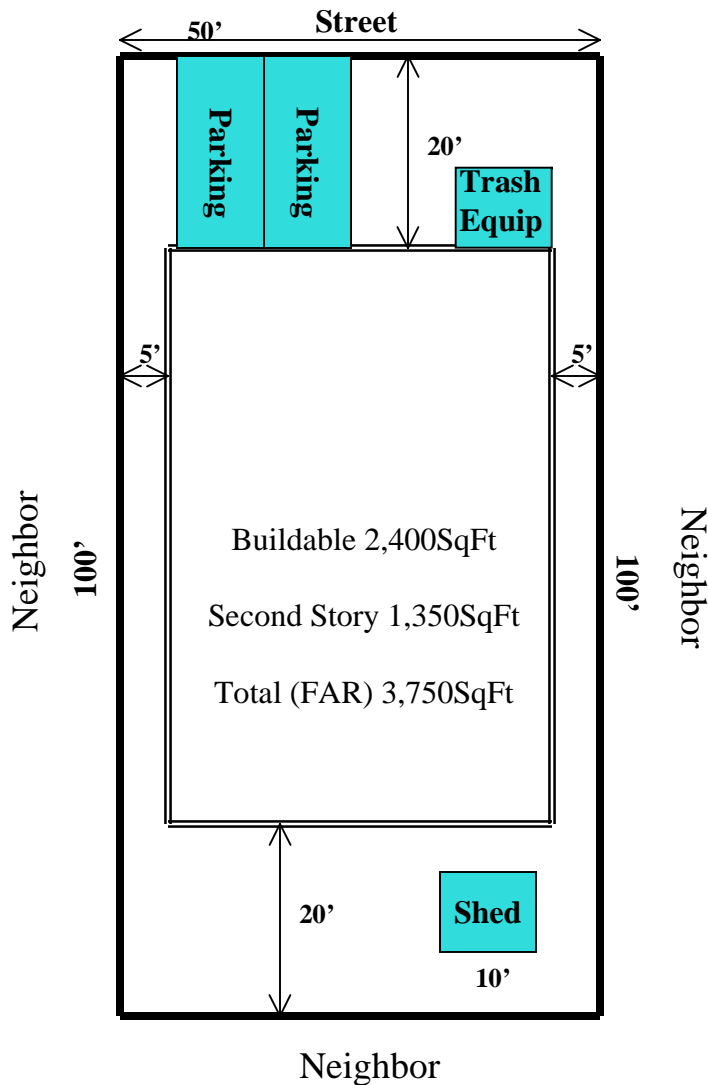 Street
50’
Parking
Parking
20’
Trash
Equip
5’
5’
Neighbor
100’
Buildable 2,400SqFt
Second Story 1,350SqFt
Total (FAR) 3,750SqFt
100’
Neighbor
20’
Shed
10’
Neighbor